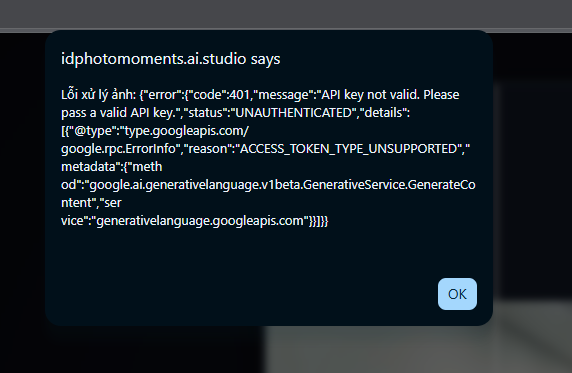 idphotomoments.ai.studio says
Lỗi xử lý ảnh: {"error":{"code":401,"message":"API key not valid. Please
pass a valid API key.","status":"UNAUTHENTICATED","details":
[{"@type":"type.googleapis.com/
google.rpc.ErrorInfo","reason":"ACCESS_TOKEN_TYPE_UNSUPPORTED","
metadata":{"meth
od":"google.ai.generativelanguage.v1beta.GenerativeService.GenerateCo
ntent","ser
vice":"generativelanguage.googleapis.com"}}]}}
OK